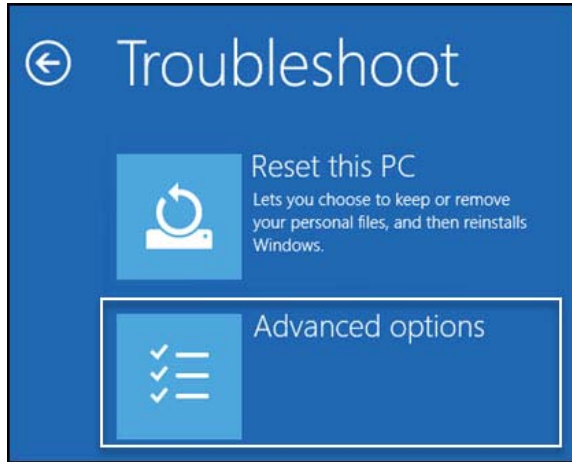 Troubleshoot
Reset this PC
Lets you choose to keep or remove
your personal files, and then reinstalls
Windows.
Advanced options